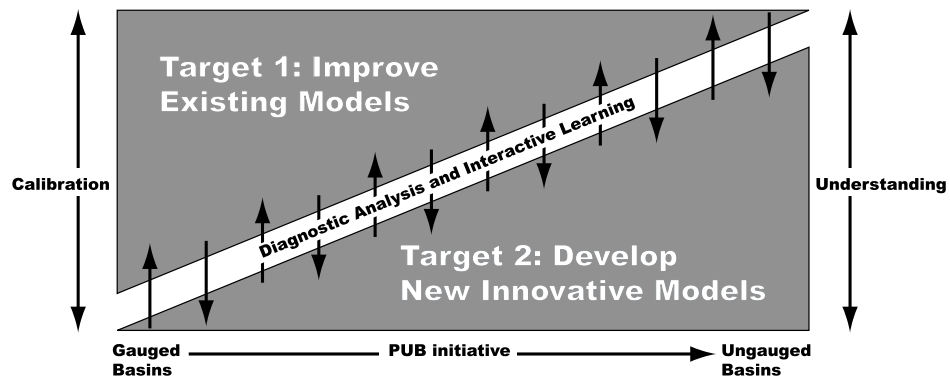 Target 1: Improve
Existing Models
Calibration
Diagnostic Analysis and Interactive Learning
Understanding
Target 2: Develop
New Innovative Models
Gauged
Basins
PUB initiative
Ungauged
Basins